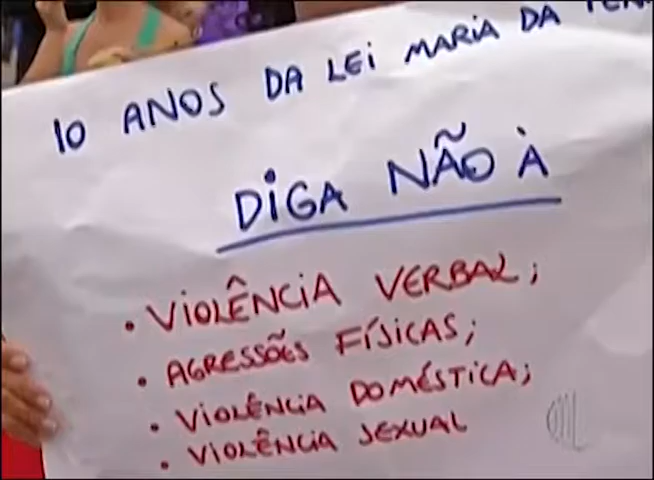 10 ANOS DA LEI MARIA DA
DIGA NÃO À
• VIOLÊNCIA VERBAL;
• AGRESSÕES FÍSICAS;
• VIOLÊNCIA DOMÉSTICA;
• VIOLÊNCIA SEXUAL